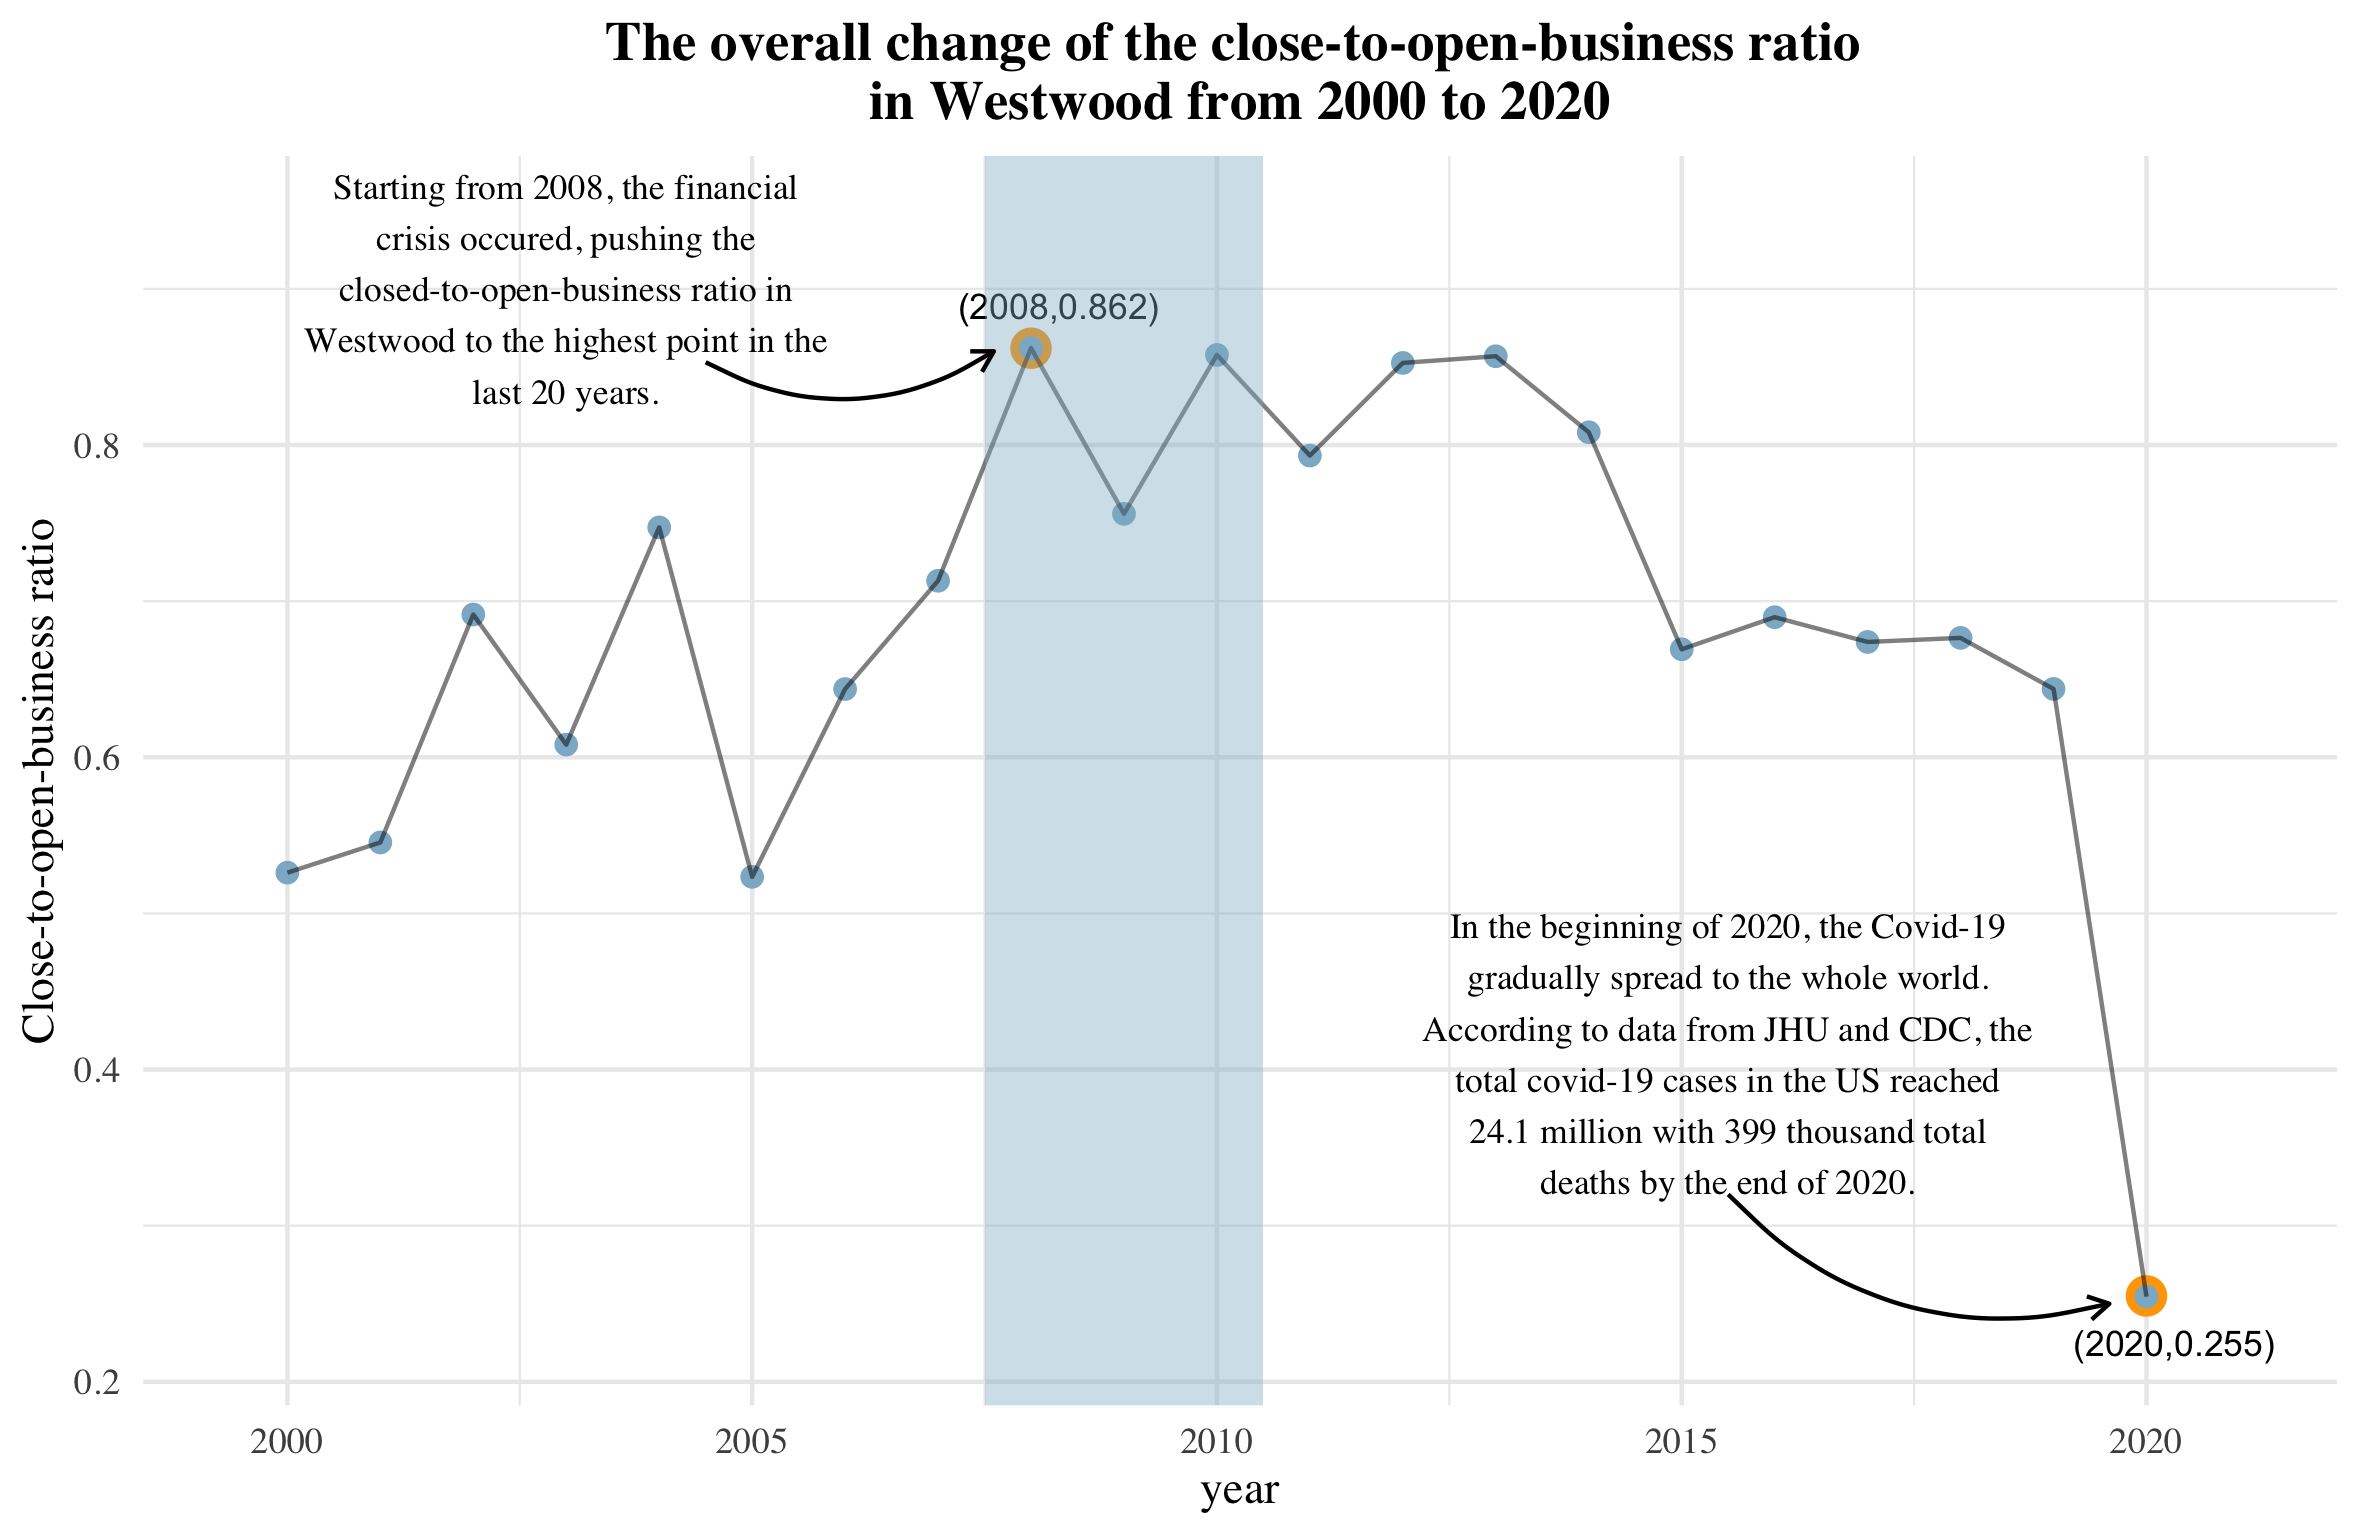 The overall change of the close-to-open-business ratio
in Westwood from 2000 to 2020
Starting from 2008, the financial
crisis occured, pushing the
closed-to-open-business ratio in
Westwood to the highest point in the
last 20 years.
(2008,0.862)
In the beginning of 2020, the Covid-19
gradually spread to the whole world.
According to data from JHU and CDC, the
total covid-19 cases in the US reached
24.1 million with 399 thousand total
deaths by the end of 2020.
(2020,0.255)
Close-to-open-business ratio
0.8
0.6
0.4
0.2
2000
2005
2010
2015
2020
year